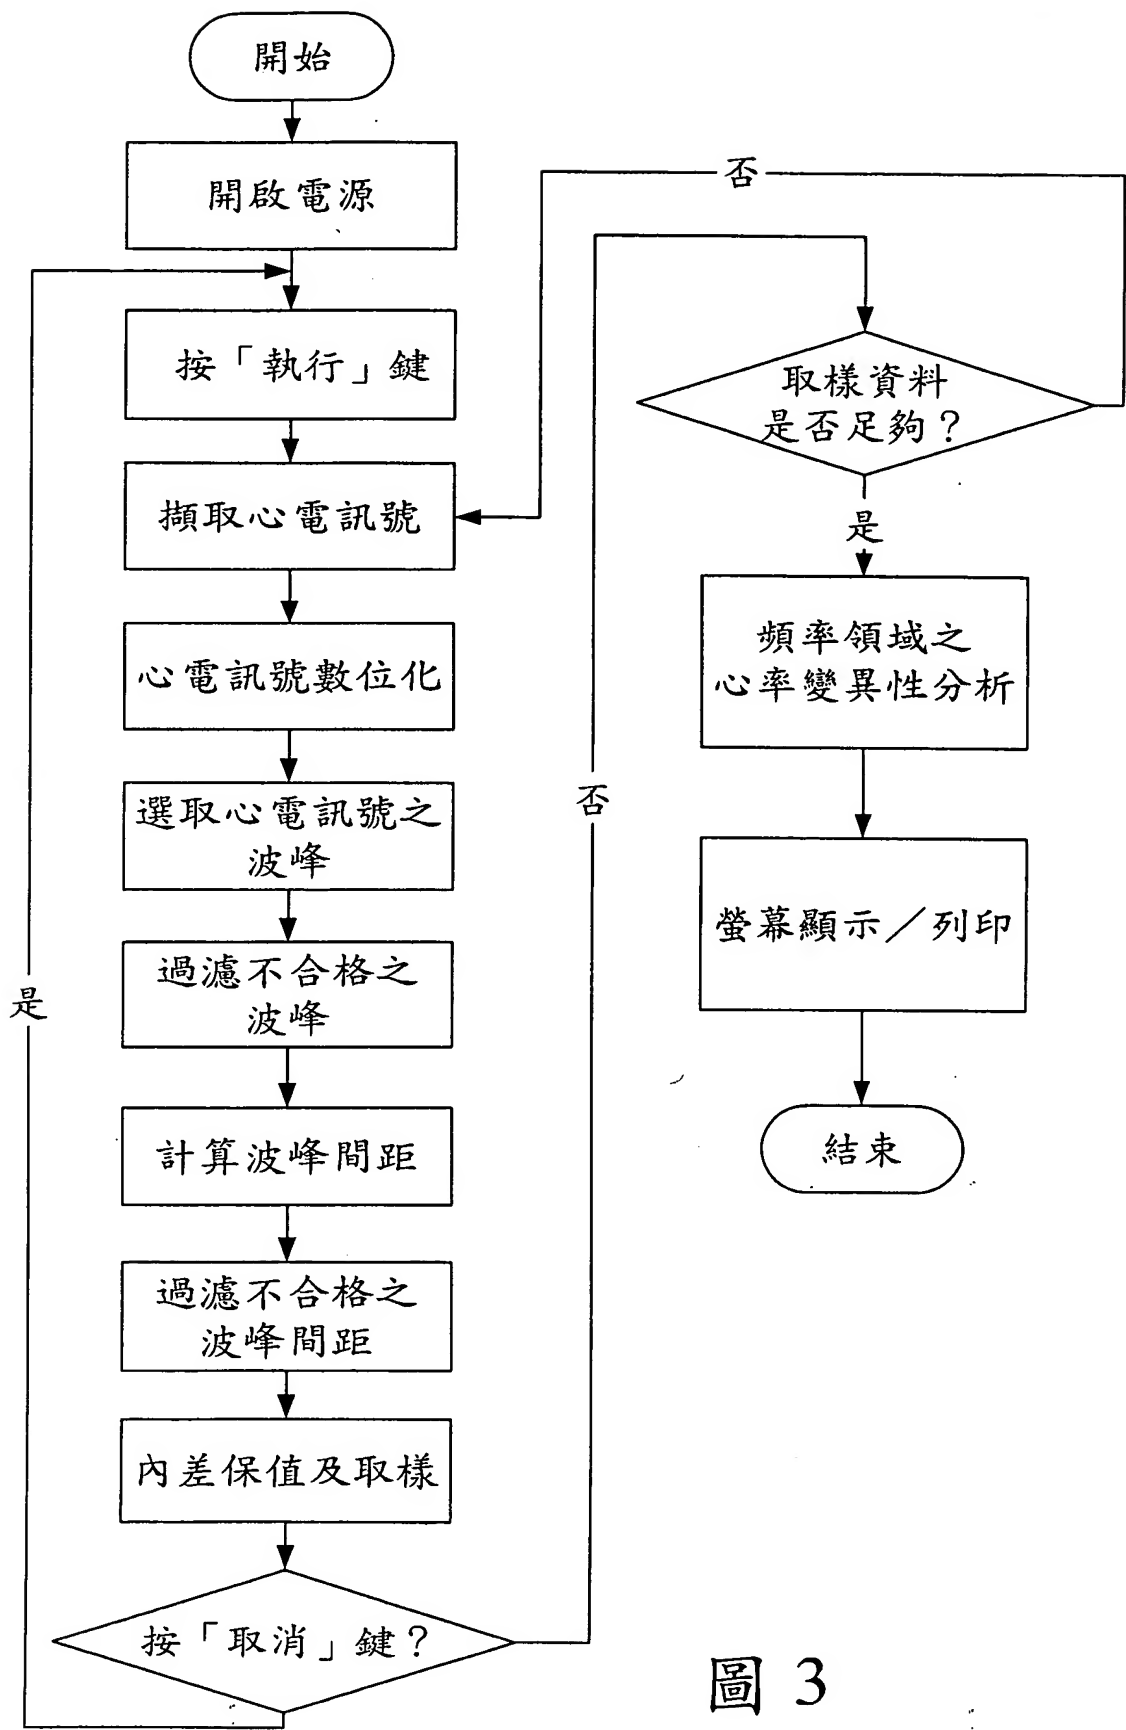 開始
開啟電源
按「執行」鍵
擷取心電訊號
心電訊號數位化
選取心電訊號之
波峰
過濾不合格之
波峰
計算波峰間距
過濾不合格之
波峰間距
內差保值及取樣
按「取消」鍵？
是
否
否
取樣資料
是否足夠？
是
頻率領域之
心率變異性分析
螢幕顯示／列印
結束
圖 3